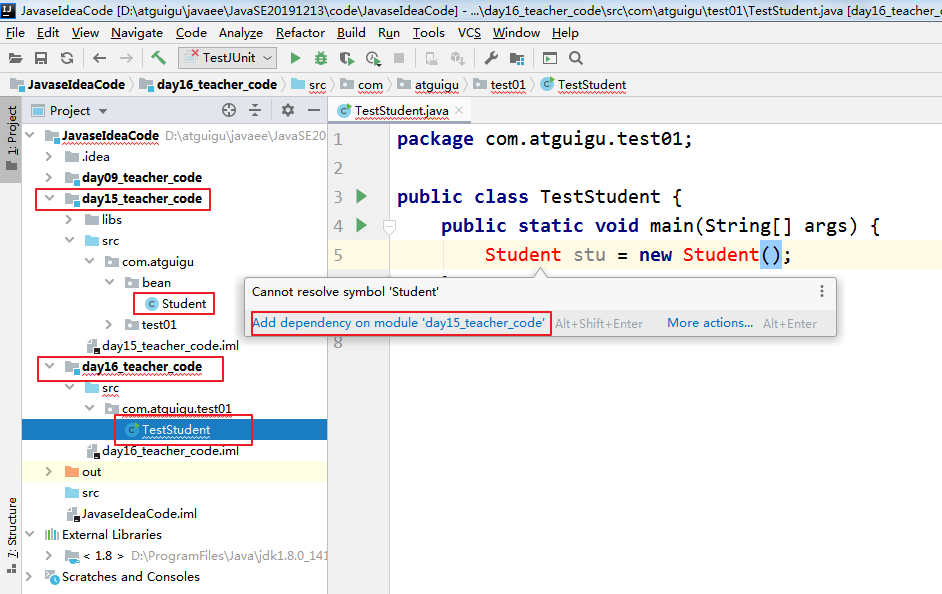 JavaseIdeaCode [D:\atguigu\javaee\JavaSE20191213\code\JavaseIdeaCode] - ...\day16_teacher_code\src\com\atguigu\test01\TestStudent.java [day16_teacher_c
File Edit View Navigate Code Analyze Refactor Build Run Tools VCS Window Help
TestJUnit
JavaseIdeaCode day16_teacher_code src com atguigu test01 TestStudent
1: Project
Project
TestStudent.java
JavaseIdeaCode D:\atguigu\javaee\JavaSE20
.idea
day09_teacher_code
day15_teacher_code
libs
src
com.atguigu
bean
Student
test01
day15_teacher_code.iml
day16_teacher_code
src
com.atguigu.test01
TestStudent
day16_teacher_code.iml
out
src
JavaseIdeaCode.iml
External Libraries
< 1.8 > D:\ProgramFiles\Java\jdk1.8.0_141
Scratches and Consoles
7: Structure
1 package com.atguigu.test01;
2
3 public class TestStudent {
4 public static void main(String[] args) {
5 Student stu = new Student();
Cannot resolve symbol 'Student'
Add dependency on module 'day15_teacher_code' Alt+Shift+Enter More actions... Alt+Enter
8